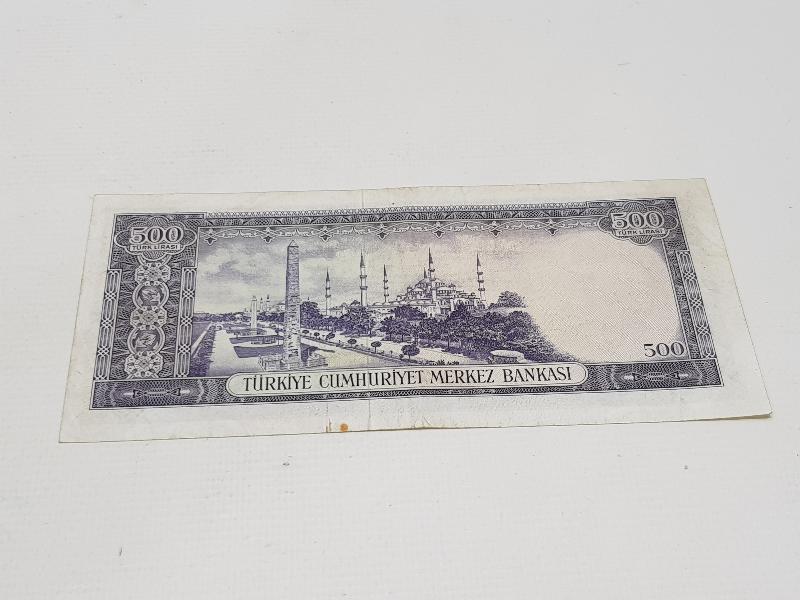 500
TÜRK LİRASI
500
TÜRK LİRASI
500
TÜRKİYE CUMHURİYET MERKEZ BANKASI